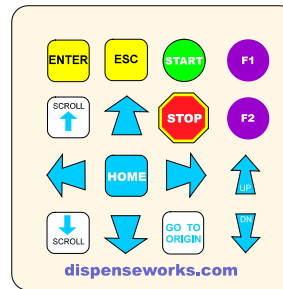 ENTER
ESC
START
F1
SCROLL
STOP
F2
HOME
UP
SCROLL
GO TO
ORIGIN
DN
dispenseworks.com